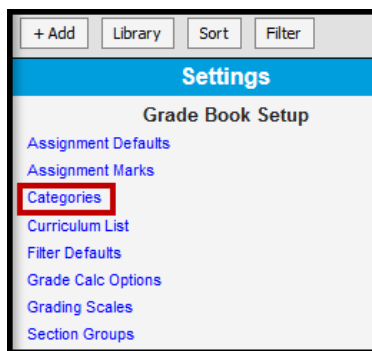 + Add Library Sort Filter
Settings
Grade Book Setup
Assignment Defaults
Assignment Marks
Categories
Curriculum List
Filter Defaults
Grade Calc Options
Grading Scales
Section Groups